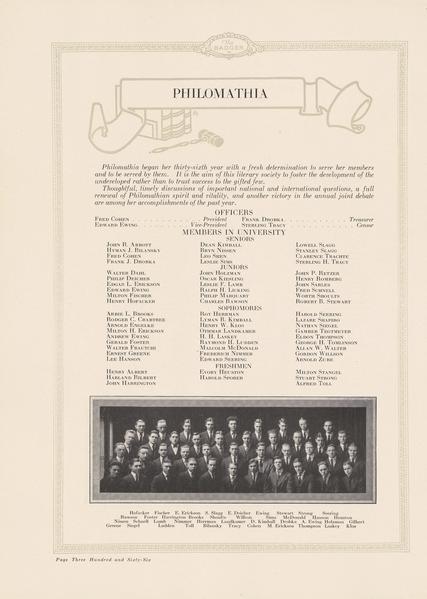 The
BADGER
PHILOMATHIA
Philomathia began her thirty-sixth year with a fresh determination to serve her members
and to be served by them. It is the aim of this literary society to foster the development of the
undeveloped rather than to trust success to the gifted few.
Thoughtful, timely discussions of important national and international questions, a full
renewal of Philomathian spirit and vitality, and another victory in the annual joint debate
are among her accomplishments of the past year.
OFFICERS
FRED COHEN . . . President FRANK J. DROBKA . . . Treasurer
EDWARD EWING . . . Vice-President STERLING TRACY . . . Censor
MEMBERS IN UNIVERSITY
SENIORS
JOHN R. ABBOTT DEAN KIMBALL LOWELL SLAGG
HYMAN J. BILANSKY BRYN NISSEN STANLEY SLAGG
FRED COHEN LEO SHEN CLARENCE TRACHTE
FRANK J. DROBKA LESLIE SIMS STERLING H. TRACY
JUNIORS
WALTER DAHL JOHN HOLZMAN JOHN P. RETZER
PHILIP DEICHER OSCAR KIESLING HENRY ROMBERG
EDGAR L. ERICKSON LESLIE F. LAMB JOHN SARLES
EDWARD EWING RALPH H. LICKING FRED SCHNELL
MILTON FISCHER PHILIP MARQUART WORTH SHOULTS
HENRY HOFACKER CHARLES RAWSON ROBERT B. STEWART
SOPHOMORES
ARBIE L. BROOKS ROY HERRMAN HAROLD SEERING
RODGER C. CRABTREE LYMAN B. KIMBALL LAZARE SHAPIRO
ARNOLD ENGELKE HENRY W. KLOS NATHAN SIEGEL
MILTON H. ERICKSON OTHMAR LANDKAMER GAMBER TEGTMEYER
ANDREW EWING H. H. LASKEY ELDON THOMPSON
GERALD FOSTER RAYMOND H. LUDDEN GEORGE H. TOMLINSON
WALTER FRAUTCHI MALCOLM MCDONALD ALLAN W. WALTER
ERNEST GREENE FREDERICH NIMMER GORDON WILLSON
LEE HANSON EDWARD SEERING ARNOLD ZUBE
FRESHMEN
HENRY ALBERT EVORY HEUSTON MILTON STANGEL
HARLAND BILBERT HAROLD SPORER STUART STRONG
JOHN HARRINGTON ALFRED TOLL
Hofacker Fischer E. Erickson S. Slagg E. Deicher Ewing Stewart Strong Seering
Rawson Foster Harrington Brooks Shoults Willson Sims McDonald Hanson Heuston
Nissen Schnell Lamb Nimmer Herrman Landkamer D. Kimball Drobka A. Ewing Holzman Gilbert
Greene Siegel Ludden Toll Bilansky Tracy Cohen M. Erickson Thompson Laskey Klos
Page Three Hundred and Sixty-Six